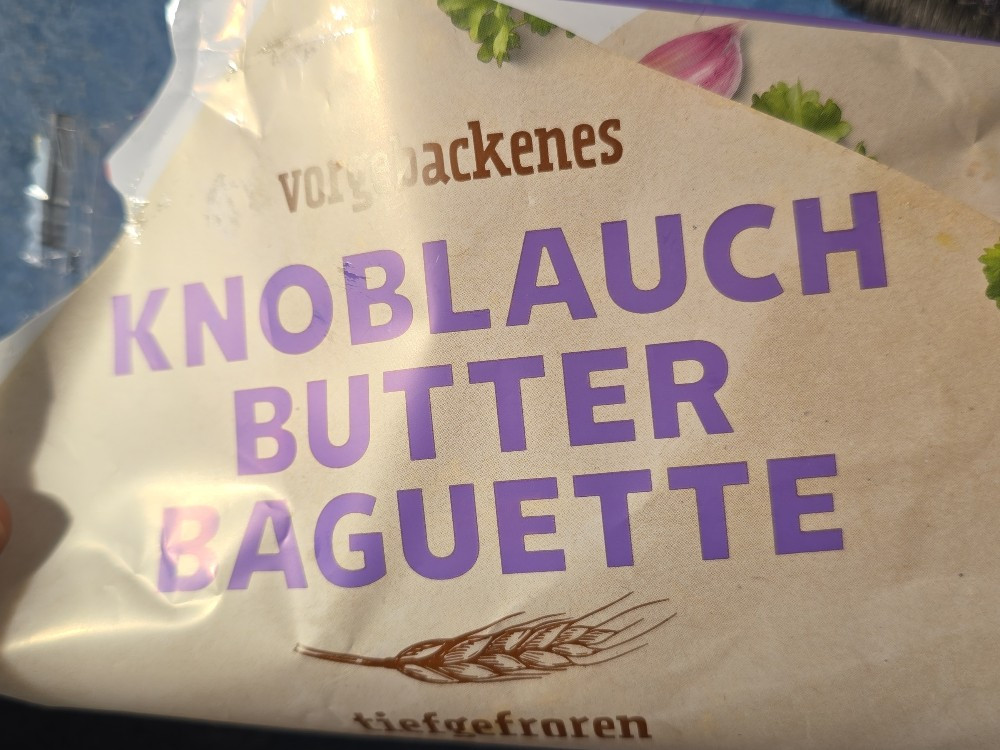 vorgebackenes
KNOBLAUCH
BUTTER
BAGUETTE
tiefgefroren